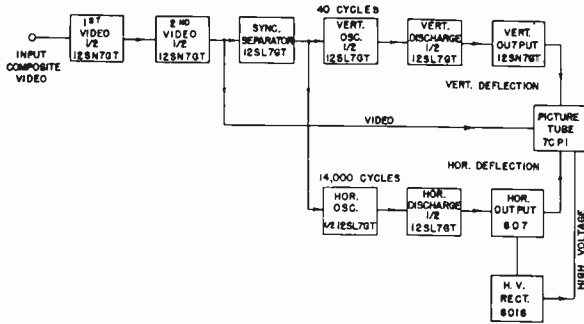 40 CYCLES
1ST
VIDEO
1/2
12SN7GT
2ND
VIDEO
1/2
12SN7GT
SYNC.
SEPARATOR
12SL7GT
VERT.
OSC.
1/2
12SL7GT
VERT.
DISCHARGE
1/2
12SL7GT
VERT.
OUTPUT
12SN7GT
INPUT
COMPOSITE
VIDEO
VERT. DEFLECTION
VIDEO
PICTURE
TUBE
7CP1
HOR. DEFLECTION
14,000 CYCLES
HOR.
OSC.
1/2 12SL7GT
HOR.
DISCHARGE
1/2
12SL7GT
HOR.
OUTPUT
807
HIGH VOLTAGE
H.V.
RECT.
8016